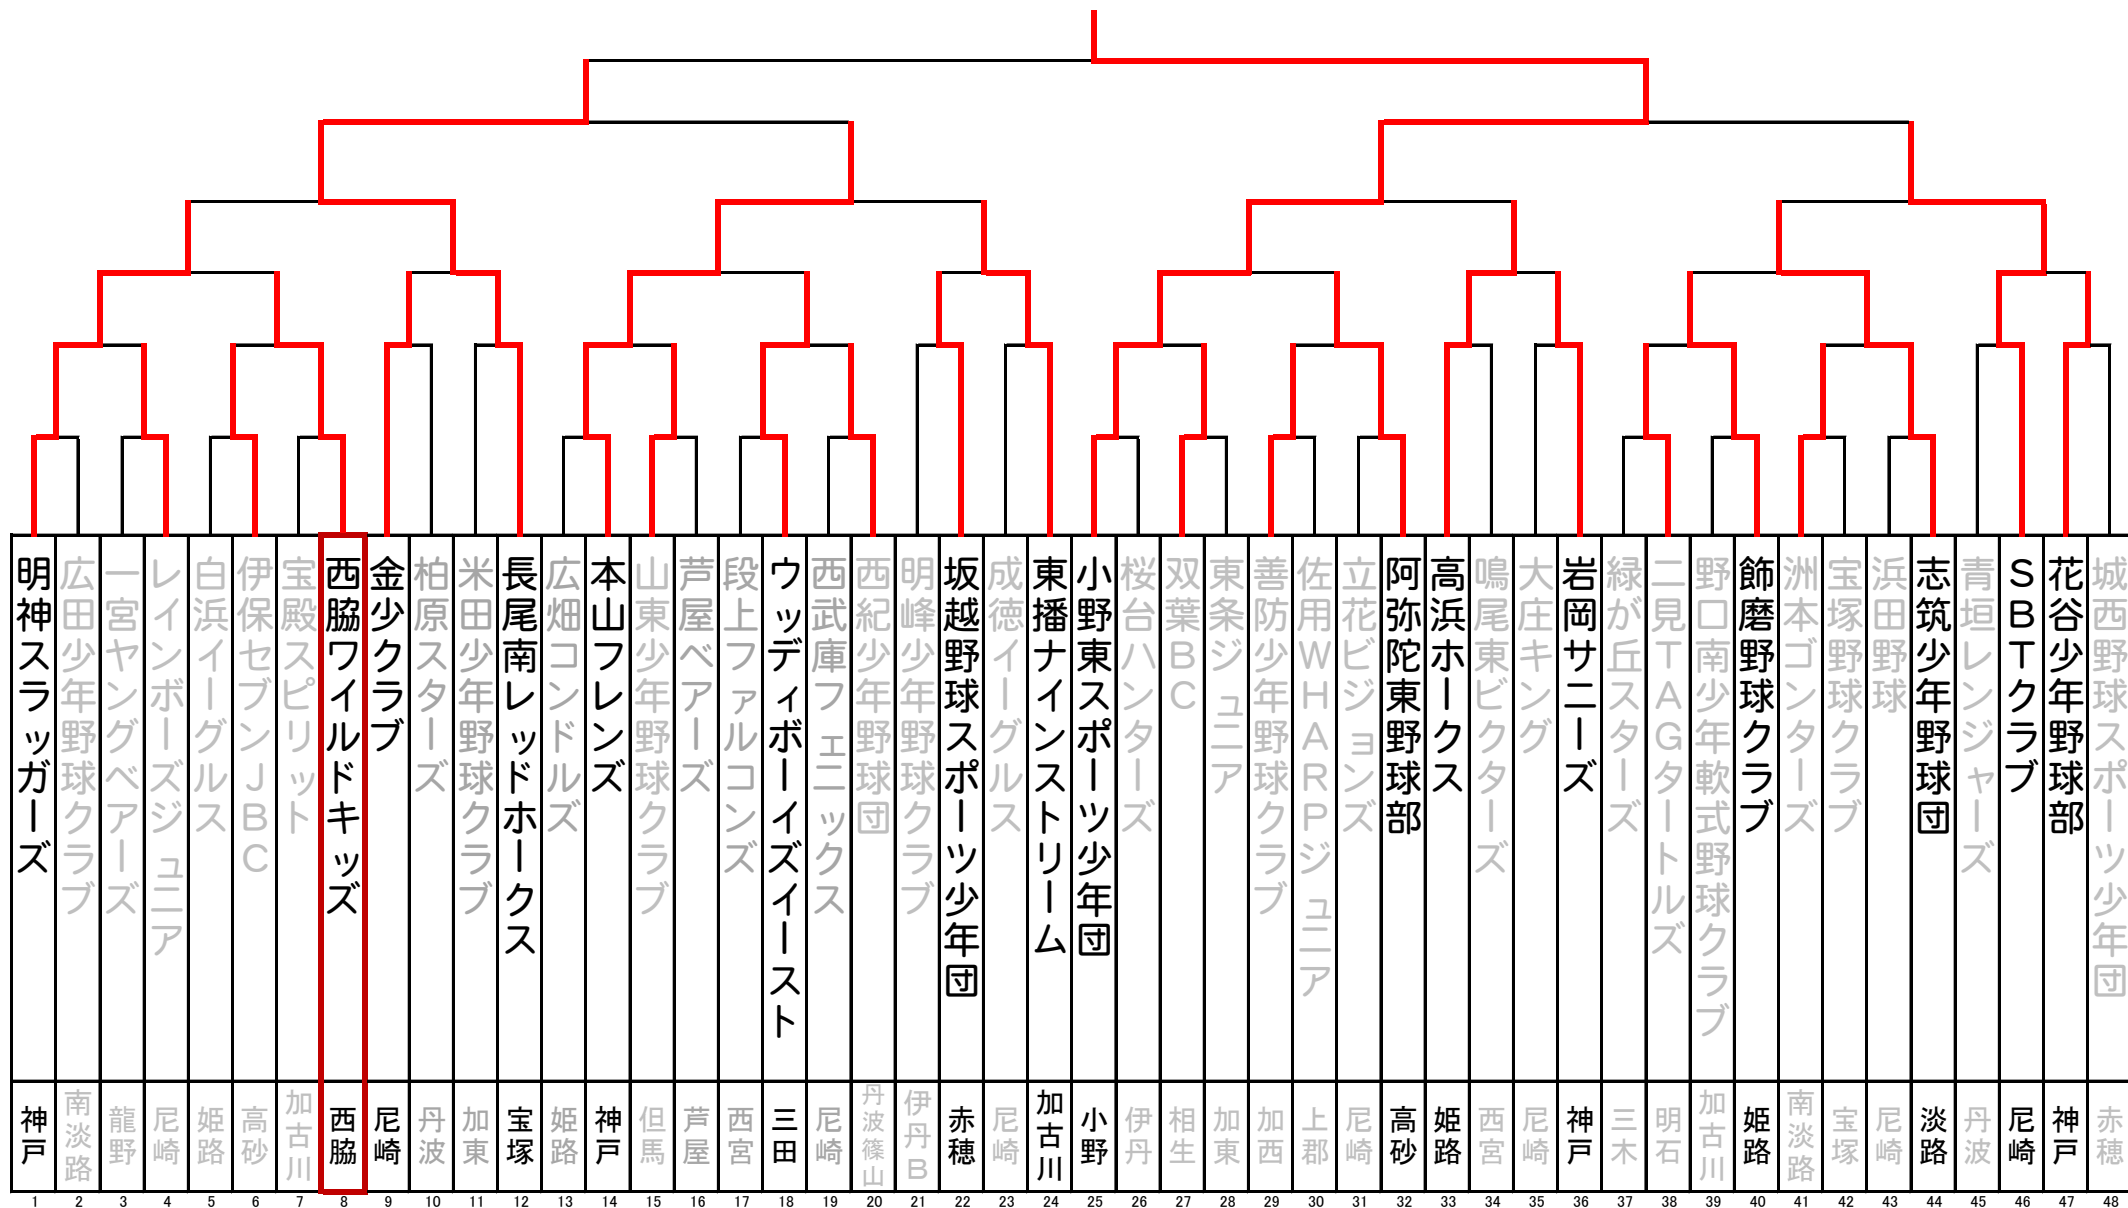 明神スラッガーズ
広田少年野球クラブ
一宮ヤングベアーズ
レインボーズジュニア
白浜イーグルス
伊保セブンJBC
宝殿スピリット
西脇ワイルドキッズ
金少クラブ
柏原スターズ
米田少年野球クラブ
長尾南レッドホークス
広畑コンドルズ
本山フレンズ
山東少年野球クラブ
芦屋ベアーズ
段上ファルコンズ
ウッディボーイズイースト
西武庫フェニックス
西紀少年野球団
明峰少年野球クラブ
坂越野球スポーツ少年団
成徳イーグルス
東播ナインストリーム
小野東スポーツ少年団
桜台ハンターズ
双葉BC
東条ジュニア
善防少年野球クラブ
佐用WHARPジュニア
立花ビジョンズ
阿弥陀東野球部
高浜ホークス
鳴尾東ビクターズ
大庄キング
岩岡サニーズ
緑が丘スターズ
二見TAGタートルズ
野口南少年軟式野球クラブ
飾磨野球クラブ
洲本ゴンターズ
宝塚野球クラブ
浜田野球
志筑少年野球団
青垣レンジャーズ
SBTクラブ
花谷少年野球部
城西野球スポーツ少年団
神戸
南淡路
龍野
尼崎
姫路
高砂
加古川
西脇
尼崎
丹波
加東
宝塚
姫路
神戸
但馬
芦屋
西宮
三田
尼崎
丹波篠山
伊丹B
赤穂
尼崎
加古川
小野
伊丹
相生
加東
加西
上郡
尼崎
高砂
姫路
西宮
尼崎
神戸
三木
明石
加古川
姫路
南淡路
宝塚
尼崎
淡路
丹波
尼崎
神戸
赤穂
1 2 3 4 5 6 7 8 9 10 11 12 13 14 15 16 17 18 19 20 21 22 23 24 25 26 27 28 29 30 31 32 33 34 35 36 37 38 39 40 41 42 43 44 45 46 47 48